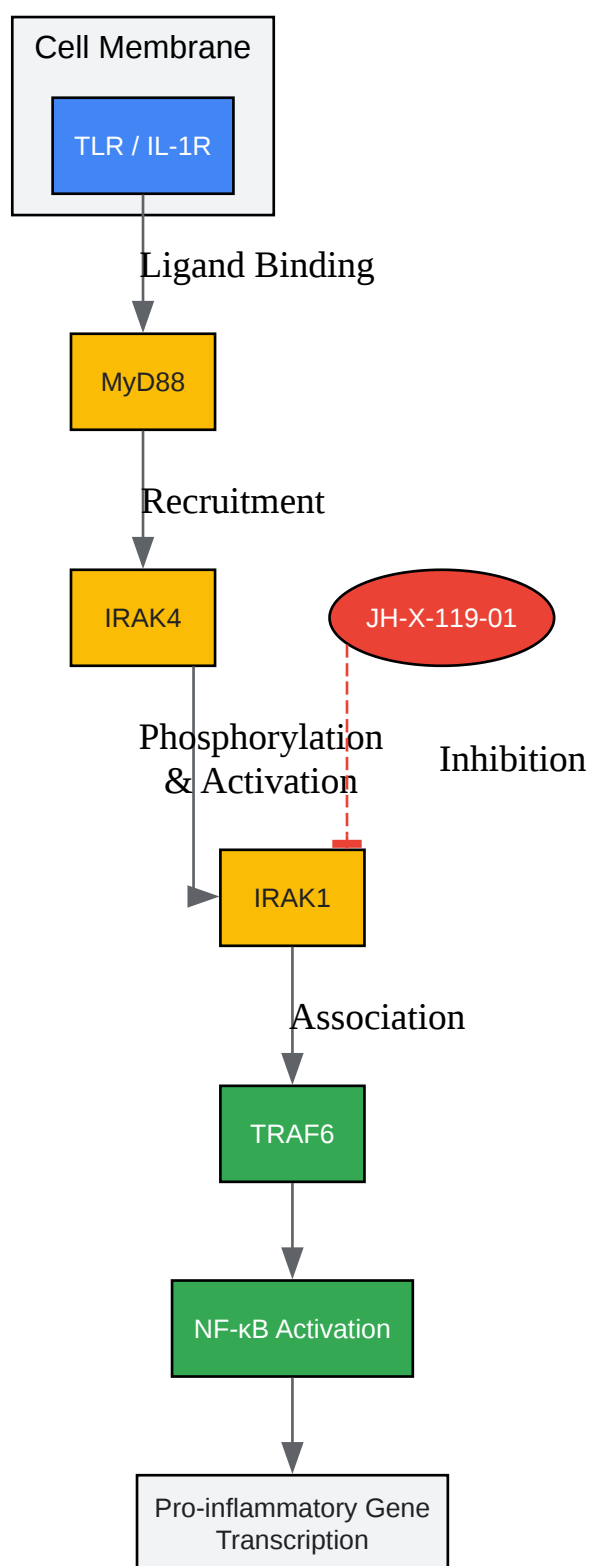 Cell Membrane
TLR / IL-1R
Ligand Binding
MyD88
Recruitment
IRAK4
JH-X-119-01
Phosphorylation
& Activation
Inhibition
IRAK1
Association
TRAF6
NF-κB Activation
Pro-inflammatory Gene
Transcription